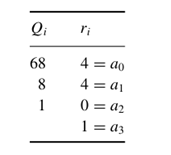 Qᵢ rᵢ
68 4 = a₀
8 4 = a₁
1 0 = a₂
1 = a₃